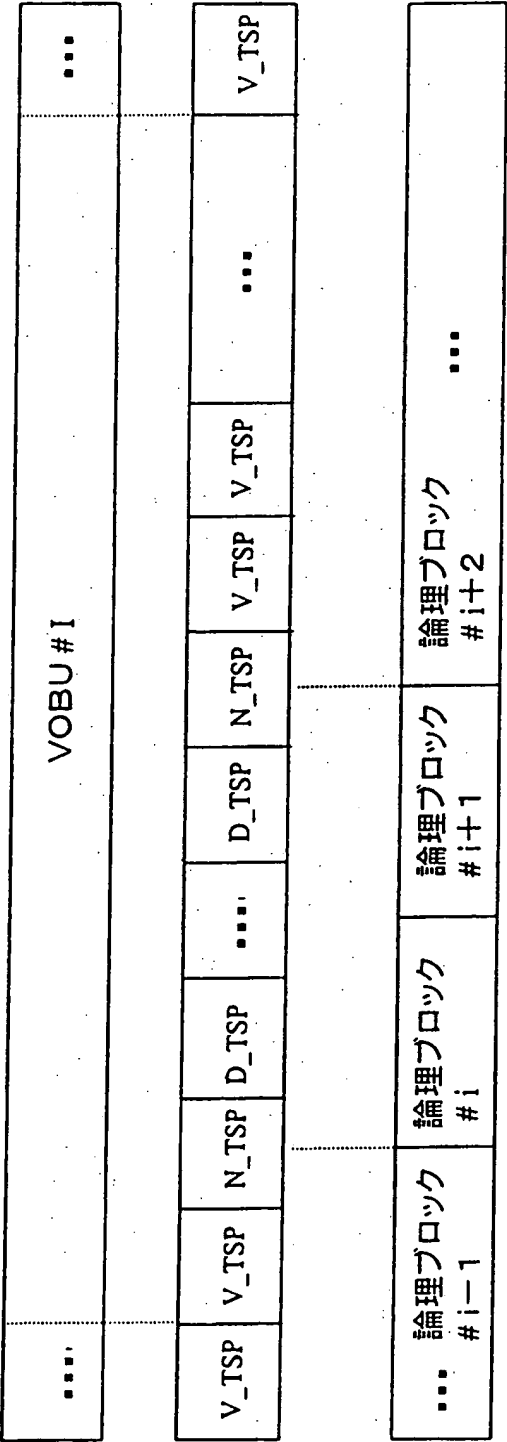 ... VOBU#I ...
V_TSP V_TSP N_TSP D_TSP ... D_TSP N_TSP V_TSP V_TSP ... V_TSP
... 論理ブロック 論理ブロック 論理ブロック 論理ブロック ...
#i－1 #i #i＋1 #i＋2